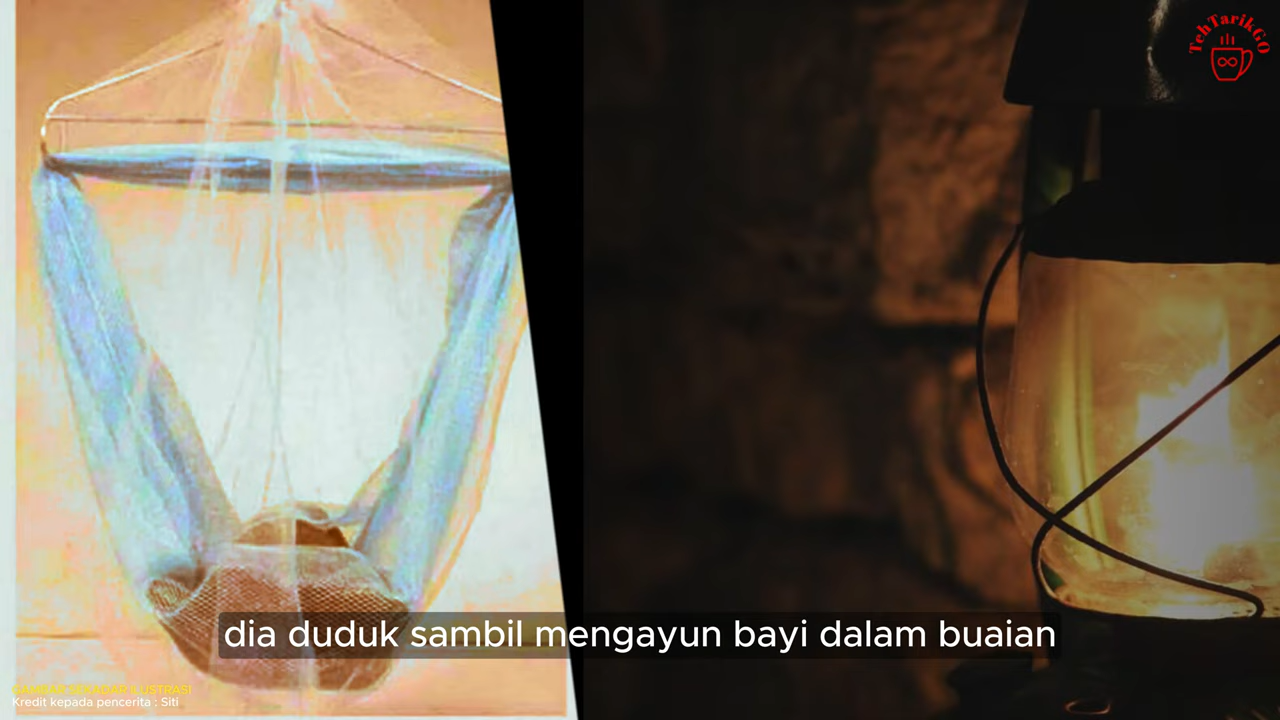 TehTarikGO
dia duduk sambil mengayun bayi dalam buaian
GAMBAR SEKADAR ILUSTRASI
Kredit kepada pencerita : Siti